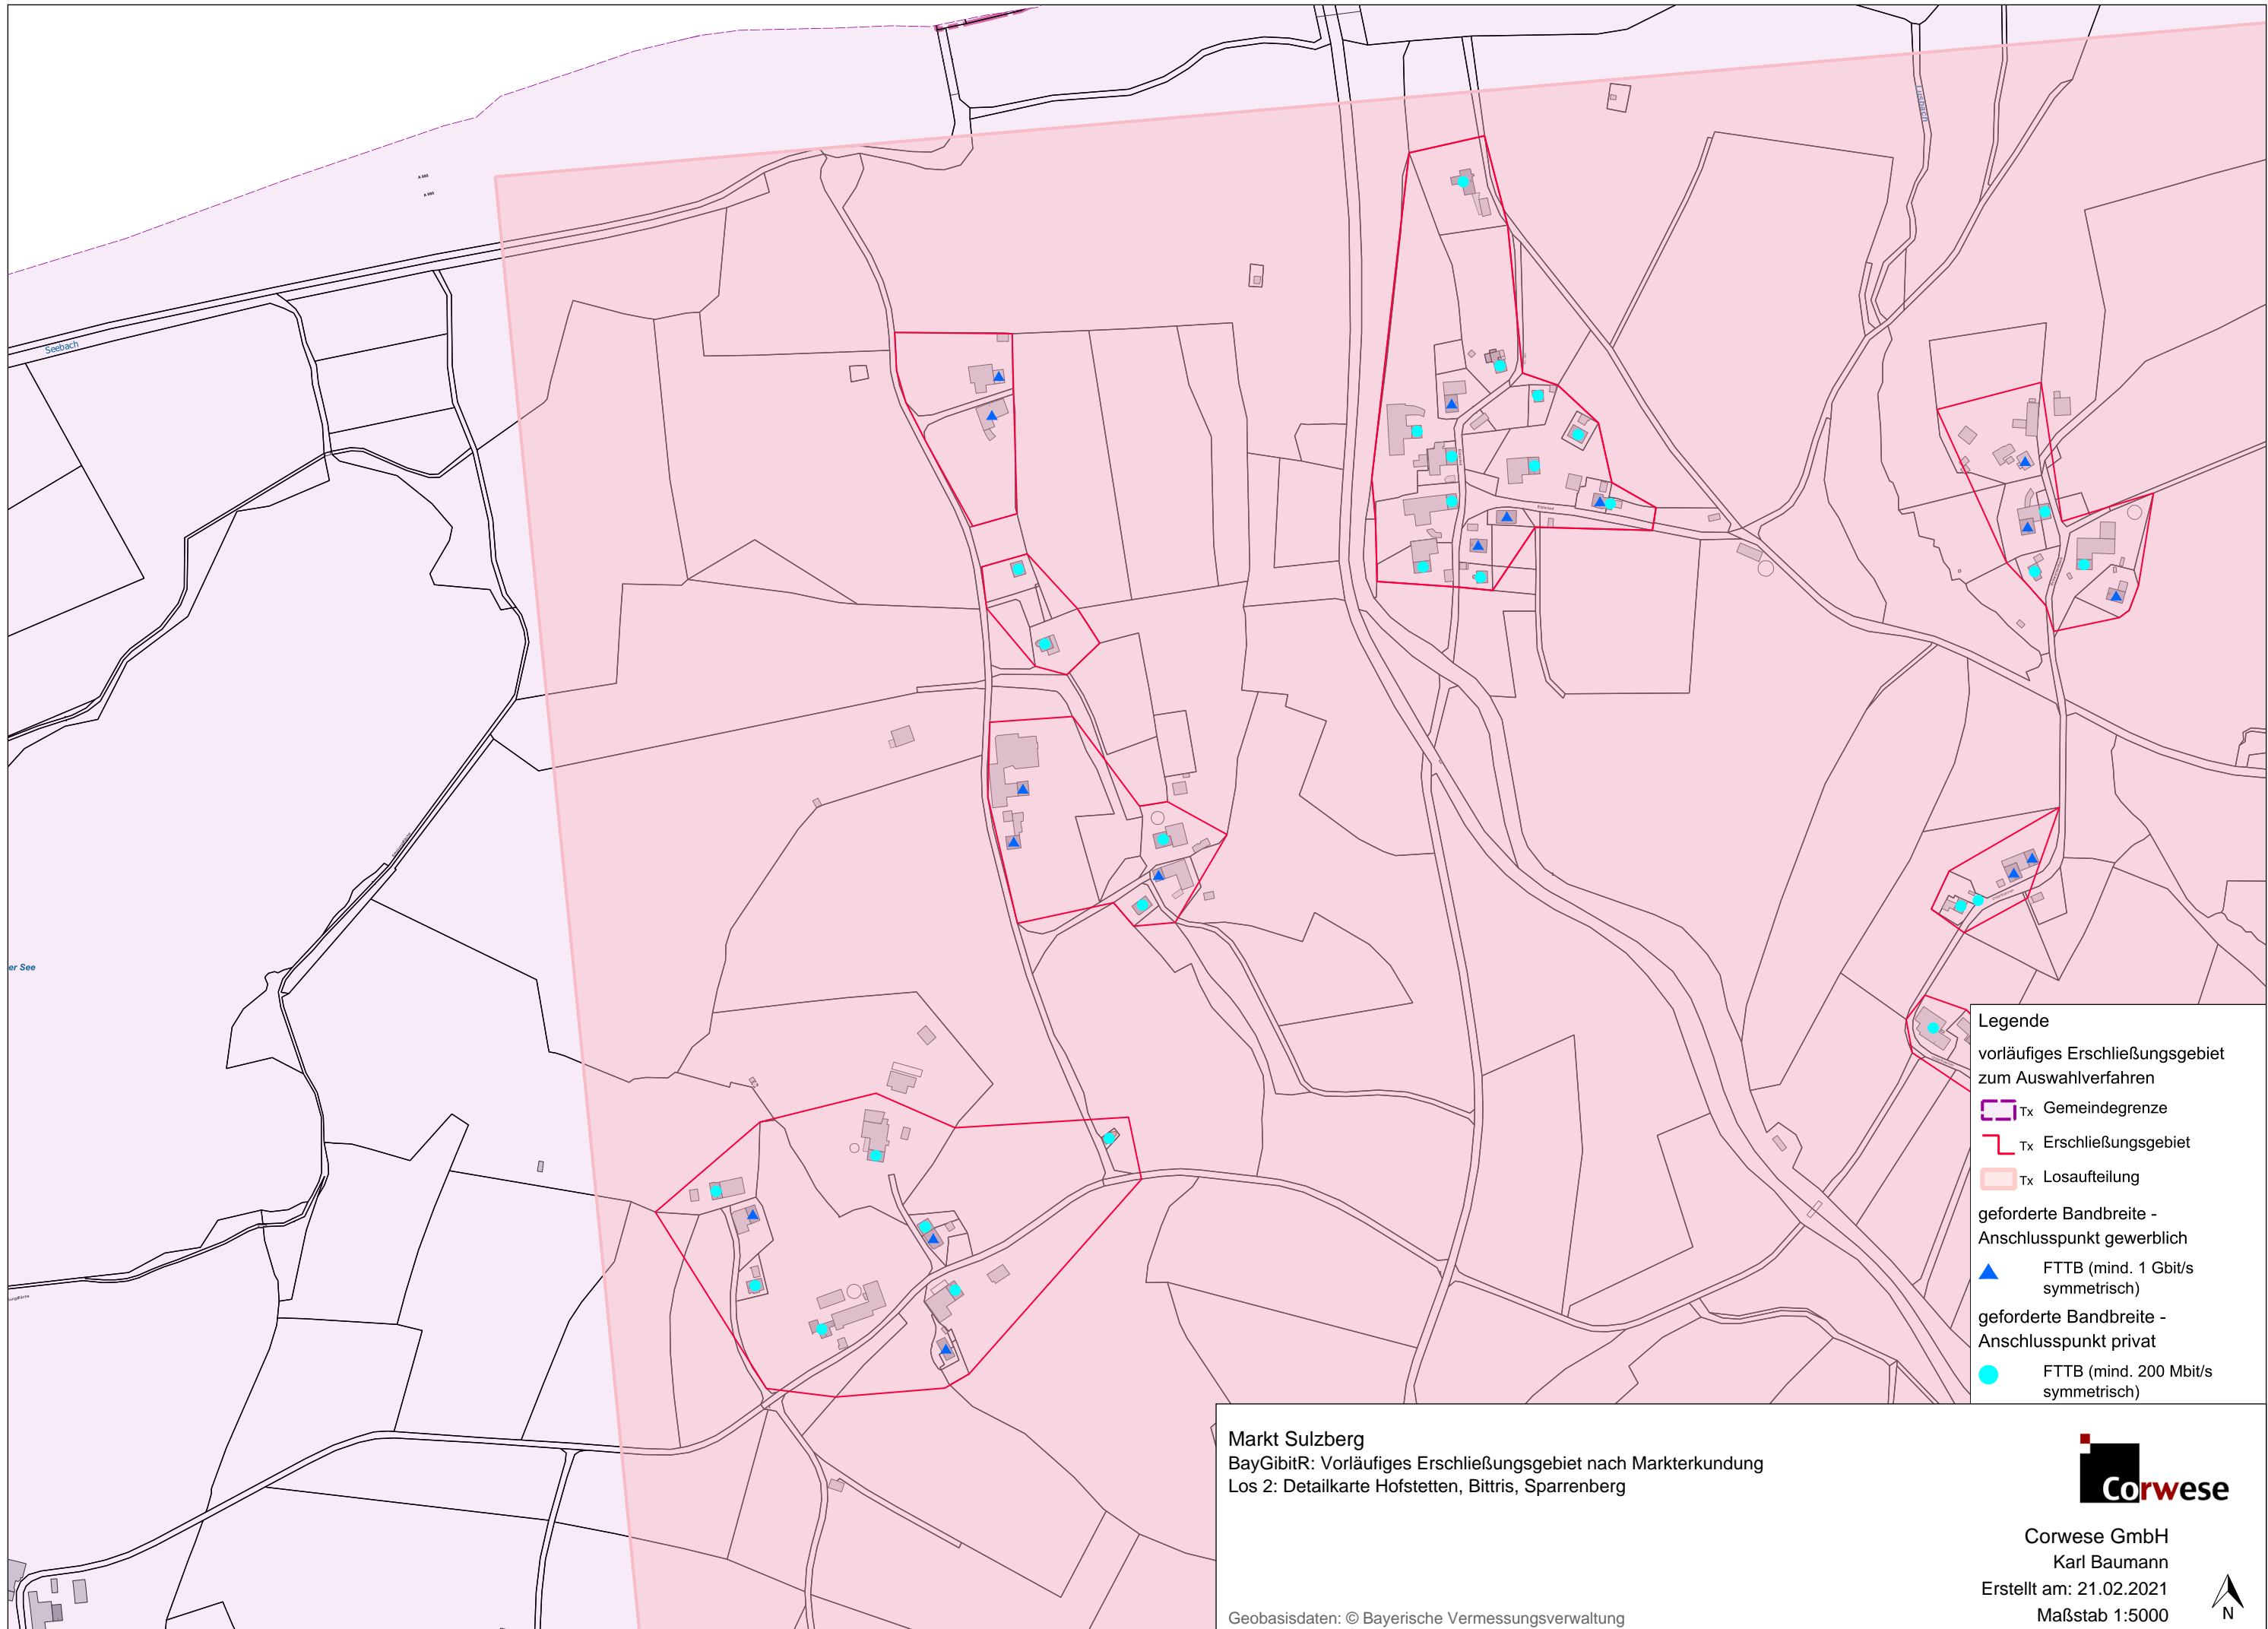 A 980
A 980
Lusbach
Seebach
er See
Legende
vorläufiges Erschließungsgebiet
zum Auswahlverfahren
Tx Gemeindegrenze
Tx Erschließungsgebiet
Tx Losaufteilung
geforderte Bandbreite -
Anschlusspunkt gewerblich
FTTB (mind. 1 Gbit/s
symmetrisch)
geforderte Bandbreite -
Anschlusspunkt privat
FTTB (mind. 200 Mbit/s
symmetrisch)
Markt Sulzberg
BayGibitR: Vorläufiges Erschließungsgebiet nach Markterkundung
Los 2: Detailkarte Hofstetten, Bittris, Sparrenberg
Corwese
Corwese GmbH
Karl Baumann
Erstellt am: 21.02.2021
Maßstab 1:5000
N
Geobasisdaten: © Bayerische Vermessungsverwaltung